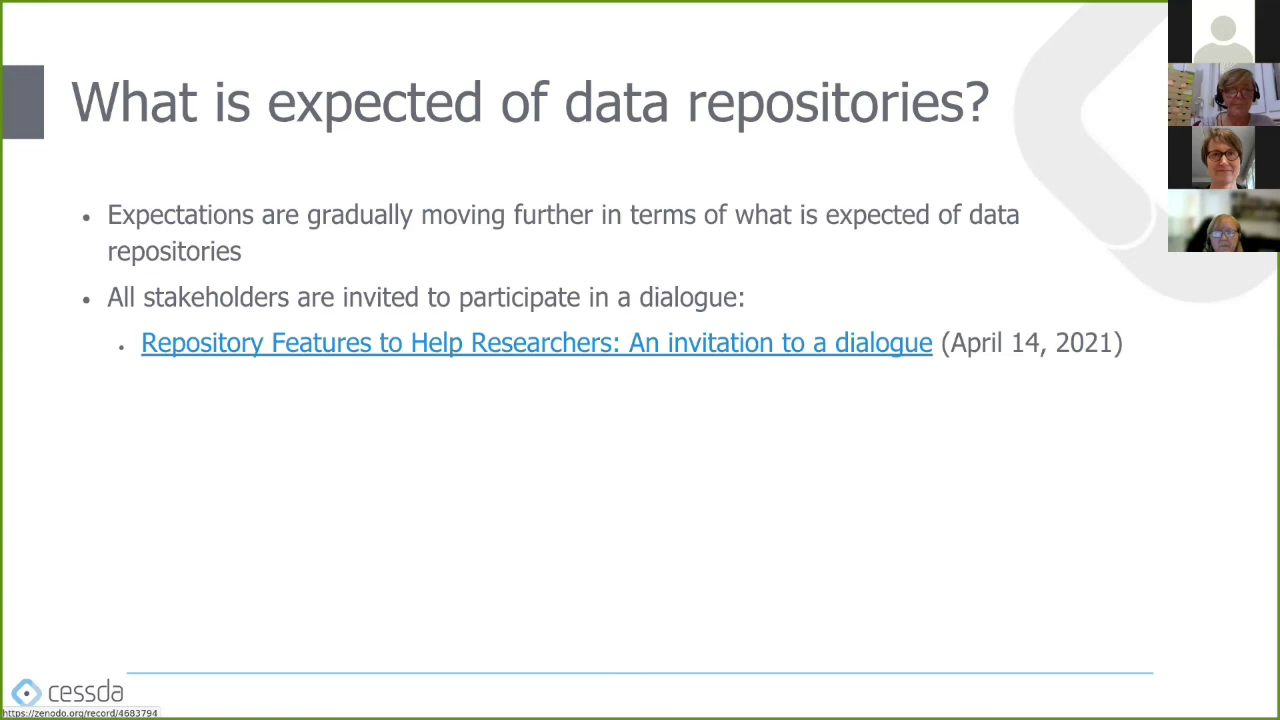 What is expected of data repositories?
• Expectations are gradually moving further in terms of what is expected of data
repositories
• All stakeholders are invited to participate in a dialogue:
• Repository Features to Help Researchers: An invitation to a dialogue (April 14, 2021)
cessda
https://zenodo.org/record/4683794